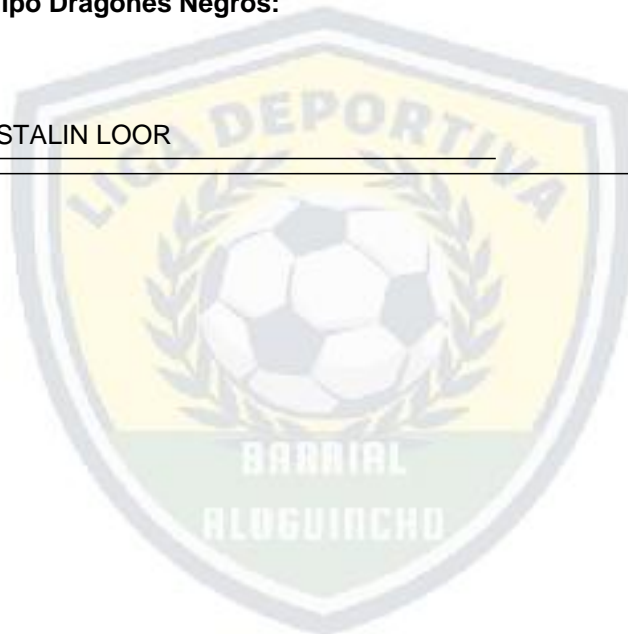 ipo Dragones Negros:
STALIN LOOR
LIGA DEPORTIVA
BARRIAL
ALUGUINCHO